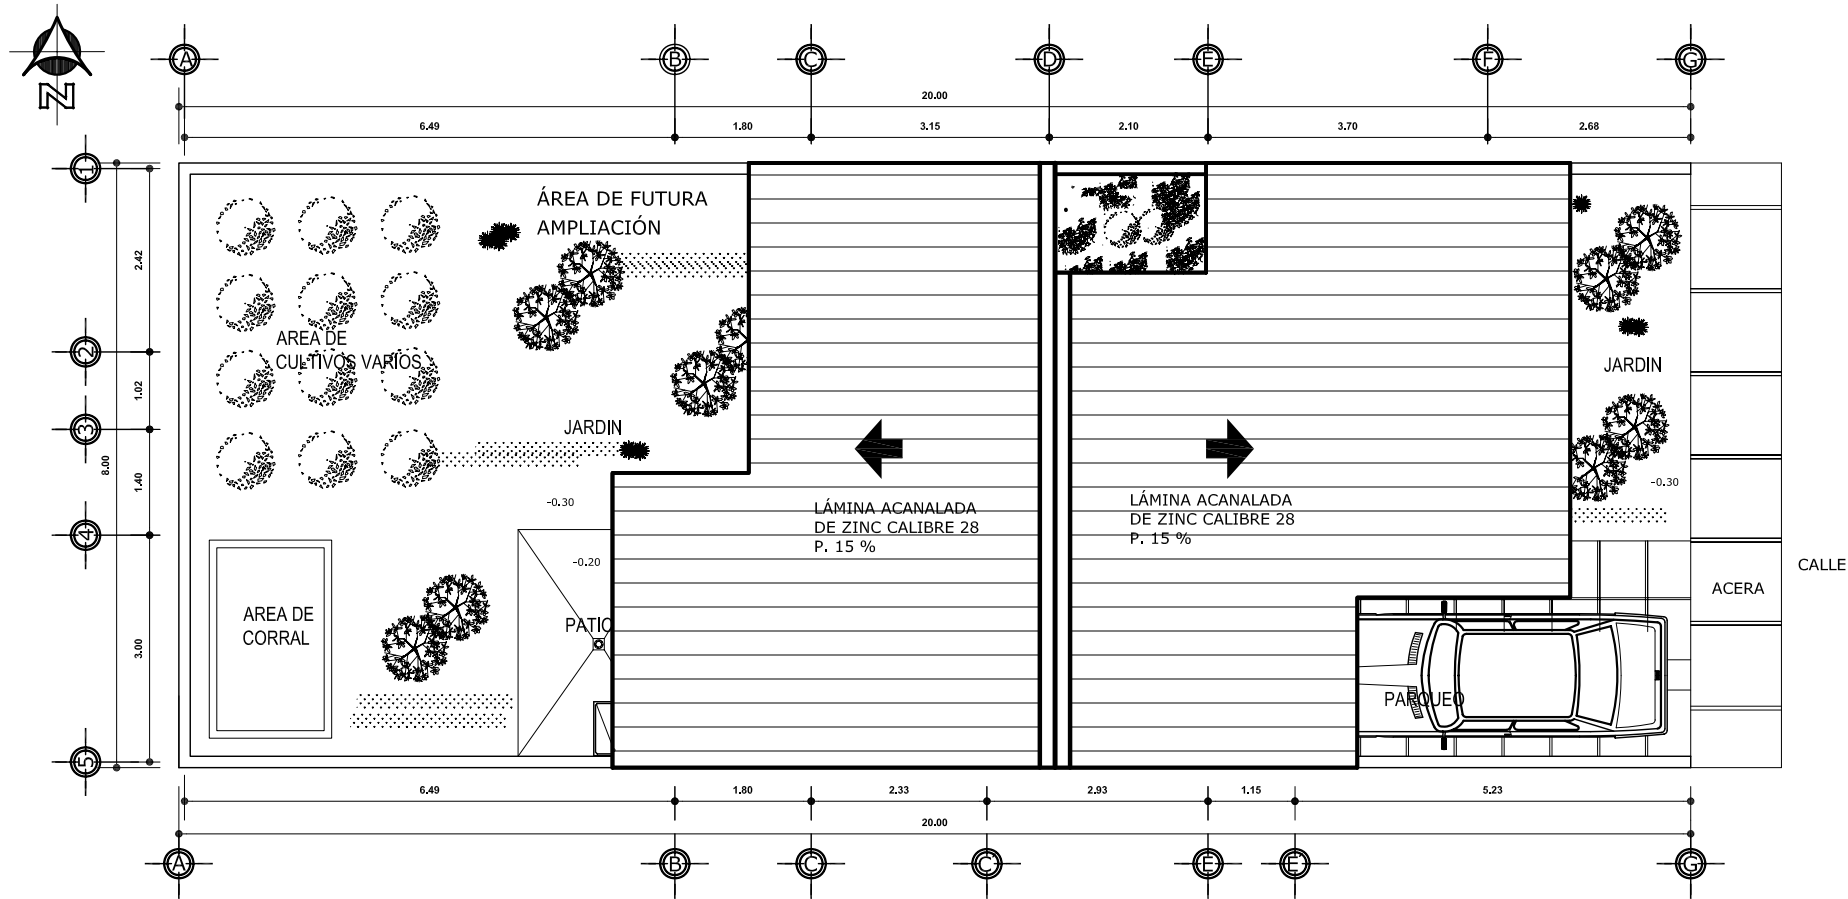 N
A B C D E F G
20.00
6.49 1.80 3.15 2.10 3.70 2.68
1
2
3
4
5
8.00
2.42
1.02
1.40
3.00
ÁREA DE FUTURA
AMPLIACIÓN
AREA DE
CULTIVOS VARIOS
JARDIN
-0.30
-0.20
AREA DE
CORRAL
PATIO
LÁMINA ACANALADA
DE ZINC CALIBRE 28
P. 15 %
LÁMINA ACANALADA
DE ZINC CALIBRE 28
P. 15 %
JARDIN
-0.30
PARQUEO
ACERA
CALLE
6.49 1.80 2.33 2.93 1.15 5.23
20.00
A B C C' E E' G